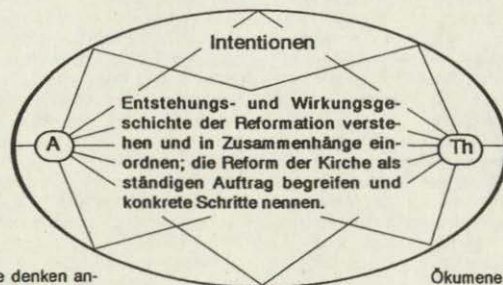 Intentionen
Entstehungs- und Wirkungsge-
schichte der Reformation verste-
hen und in Zusammenhänge ein-
ordnen; die Reform der Kirche als
ständigen Auftrag begreifen und
konkrete Schritte nennen.
A
Th
e denken an-
Ökumene